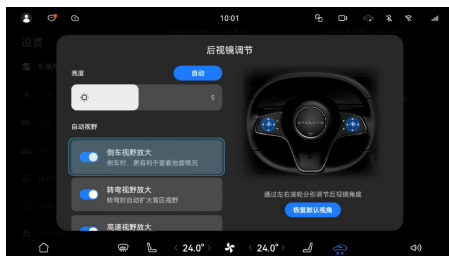 10:01
设置
后视镜调节
亮度
自动
5
自动视野
倒车视野放大
倒车时，更有利于查看地面情况
转弯视野放大
转弯时自动扩大盲区视野
高速视野放大
通过左右滚轮分别调节后视镜角度
恢复默认视角
24.0°
24.0°